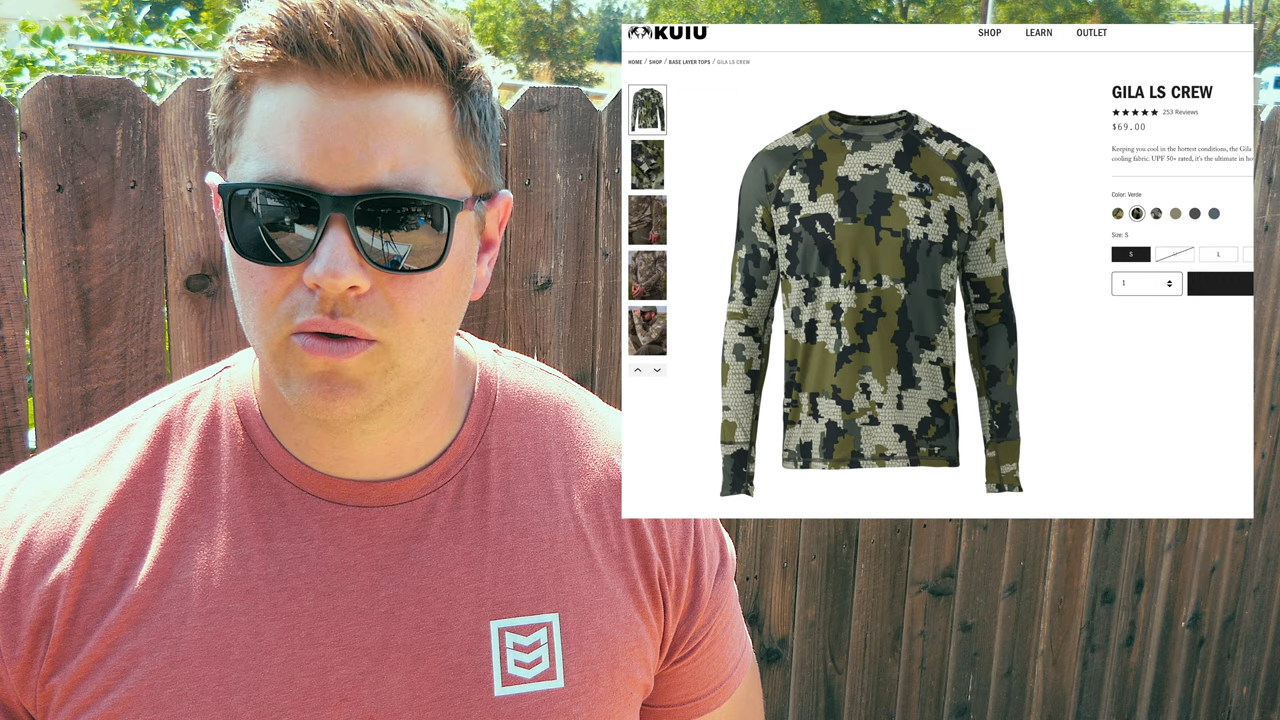 KUIU
SHOP LEARN OUTLET
HOME / SHOP / BASE LAYER TOPS / GILA LS CREW
GILA LS CREW
253 Reviews
$69.00
Keeping you cool in the hottest conditions, the Gila
cooling fabric. UPF 50+ rated, it's the ultimate in ho
Color: Verde
Size: S
S L
1